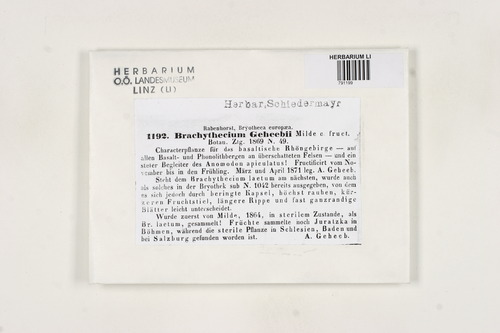 HERBARIUM
O.Ö. LANDESMUSEUM
LINZ (LI)
HERBARIUM LI
791199
Herbar, Schiedermayr
Rabenhorst, Bryotheca europæa.
1192. Brachythecium Geheebii Milde c fruct.
Botan. Ztg. 1869 N. 49.
Characterpflanze für das basaltische Rhöngebirge — auf
allen Basalt- und Phonolithbergen an überschatteten Felsen — und ein
steter Begleiter des Anomodon apiculatus! Fructificirt vom No-
vember bis in den Frühling. März und April 1871 leg. A. Geheeb.
Steht dem Brachythecium laetum am nächsten, wurde auch
als solches in der Bryothek sub N. 1042 bereits ausgegeben, von dem
es sich jedoch durch beringte Kapsel, höchst rauhen, kür-
zeren Fruchtstiel, längere Rippe und fast ganzrandige
Blätter leicht unterscheidet.
Wurde zuerst von Milde, 1864, in sterilem Zustande, als
Br. laetum, gesammelt! Früchte sammelte noch Juratzka in
Böhmen, während die sterile Pflanze in Schlesien, Baden und
bei Salzburg gefunden worden ist. A. Geheeb.